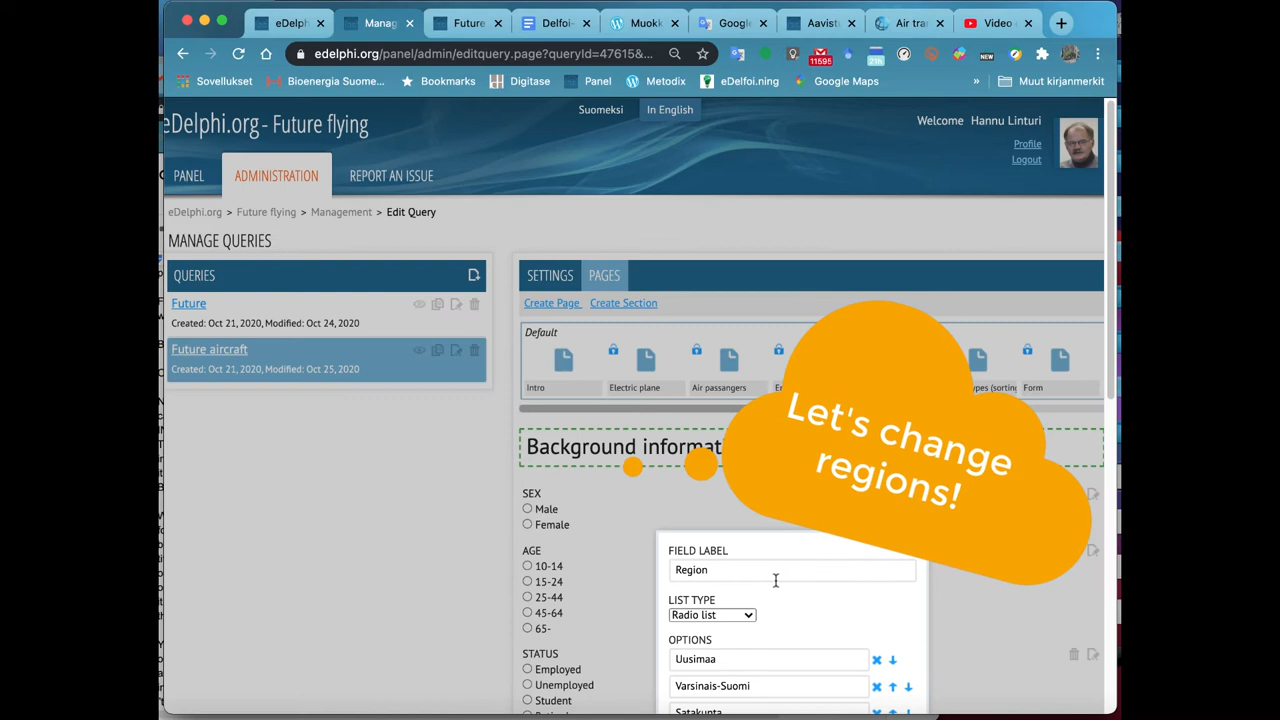 eDelph
Manag
Future
Delfoi-
Muokk
Google
Aavist
Air tra
Video
edelphi.org/panel/admin/editquery.page?queryId=47615&...
11595
21h
NEW
Sovellukset
Bioenergia Suome...
Bookmarks
Digitase
Panel
Metodix
eDelfoi.ning
Google Maps
»
Muut kirjanmerkit
Suomeksi
In English
eDelphi.org - Future flying
Welcome Hannu Linturi
Profile
Logout
PANEL
ADMINISTRATION
REPORT AN ISSUE
eDelphi.org > Future flying > Management > Edit Query
MANAGE QUERIES
QUERIES
Future
Created: Oct 21, 2020, Modified: Oct 24, 2020
Future aircraft
Created: Oct 21, 2020, Modified: Oct 25, 2020
SETTINGS
PAGES
Create Page
Create Section
Default
Intro
Electric plane
Air passengers
Form
Let's change
regions!
SEX
Male
Female
AGE
10-14
15-24
25-44
45-64
65-
STATUS
Employed
Unemployed
Student
FIELD LABEL
Region
LIST TYPE
Radio list
OPTIONS
Uusimaa
Varsinais-Suomi
Satakunta